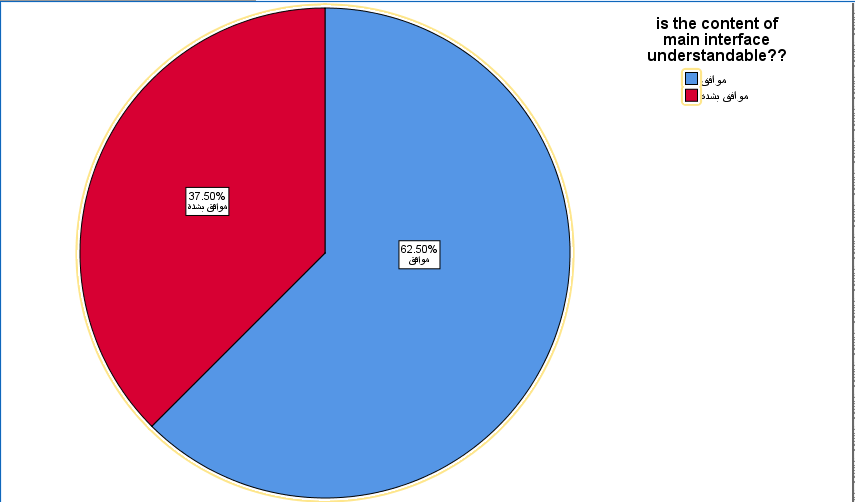 is the content of
main interface
understandable??
موافق
موافق بشدة
37.50%
موافق بشدة
62.50%
موافق